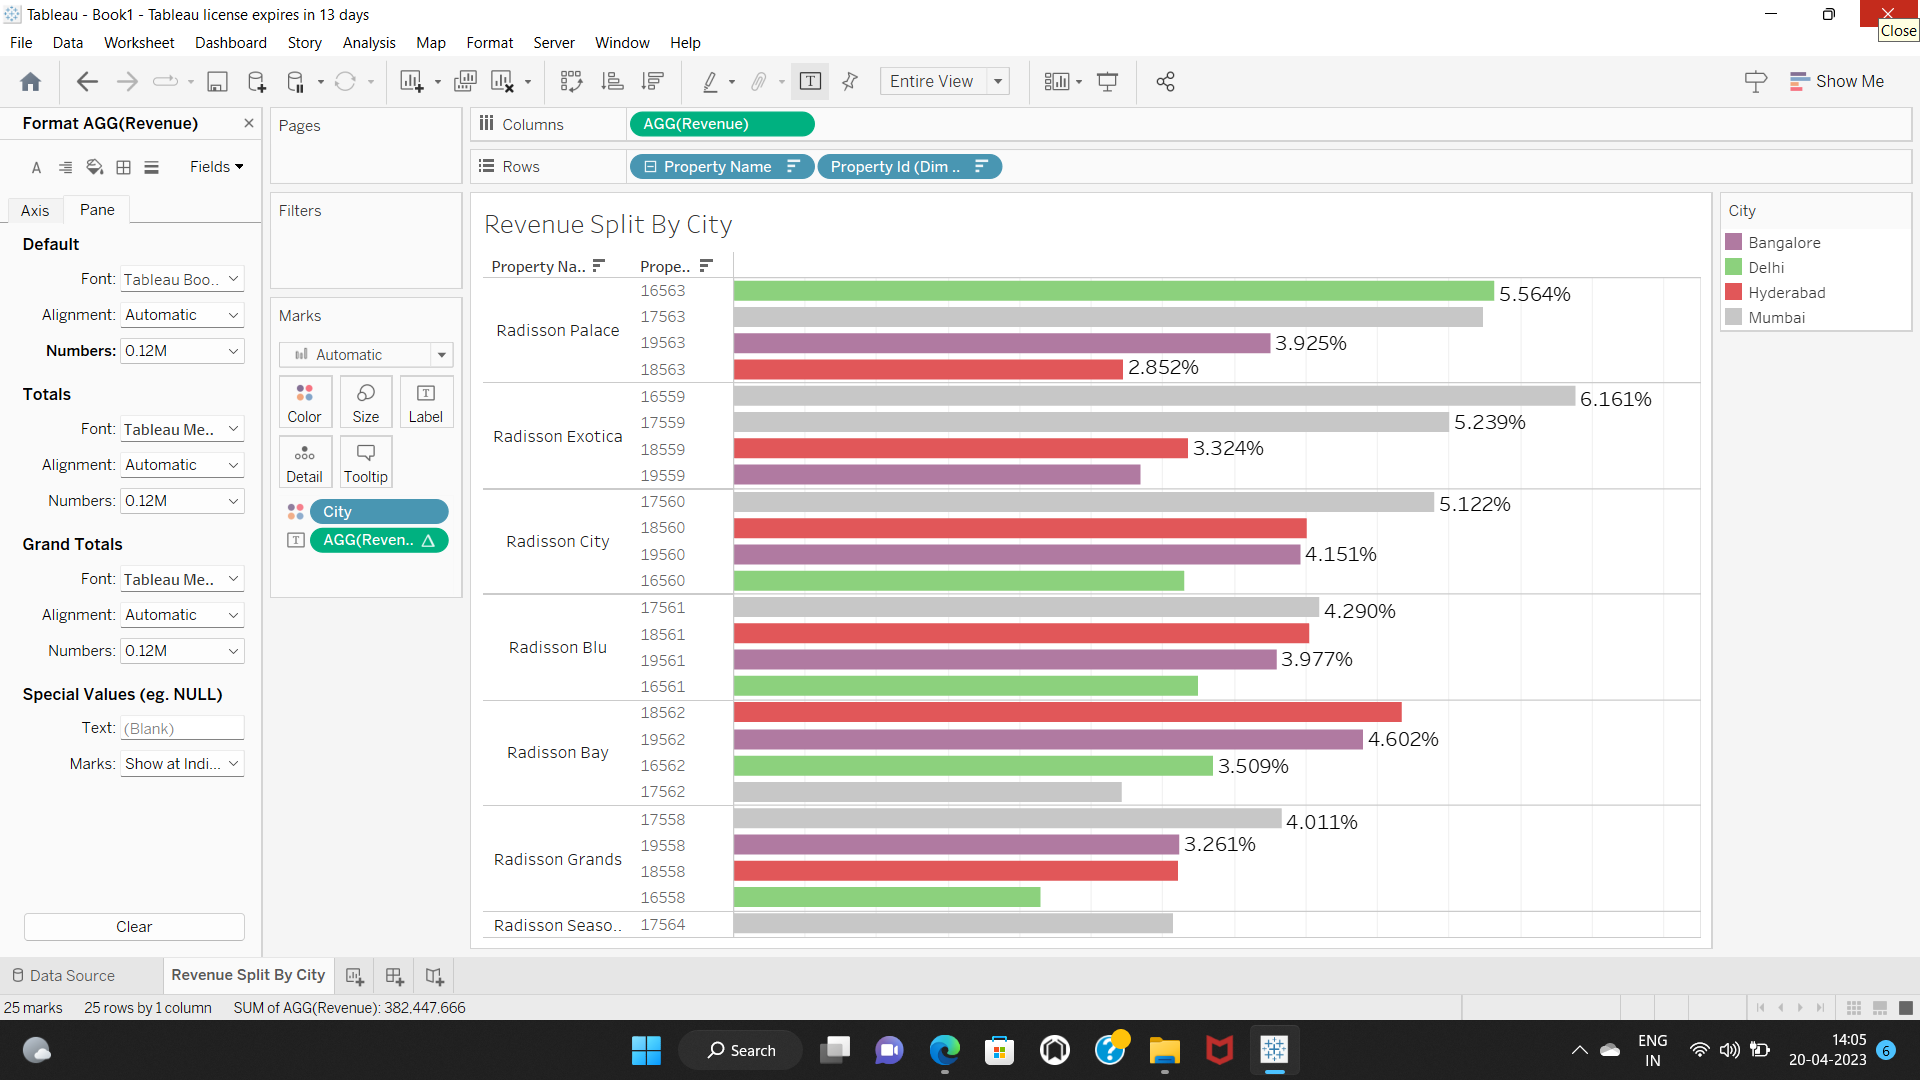 Tableau - Book1 - Tableau license expires in 13 days
Close
File Data Worksheet Dashboard Story Analysis Map Format Server Window Help
Entire View
Show Me
Format AGG(Revenue)
Fields
Axis Pane
Default
Font: Tableau Boo..
Alignment: Automatic
Numbers: 0.12M
Totals
Font: Tableau Me..
Alignment: Automatic
Numbers: 0.12M
Grand Totals
Font: Tableau Me..
Alignment: Automatic
Numbers: 0.12M
Special Values (eg. NULL)
Text: (Blank)
Marks: Show at Indi...
Clear
Pages
Filters
Marks
Automatic
Color Size Label
Detail Tooltip
City
AGG(Reven..
Columns AGG(Revenue)
Rows Property Name Property Id (Dim ..
Revenue Split By City
Property Na.. Prope..
Radisson Palace
16563 5.564%
17563
19563 3.925%
18563 2.852%
Radisson Exotica
16559 6.161%
17559 5.239%
18559 3.324%
19559
Radisson City
17560 5.122%
18560
19560 4.151%
16560
Radisson Blu
17561 4.290%
18561
19561 3.977%
16561
Radisson Bay
18562
19562 4.602%
16562 3.509%
17562
Radisson Grands
17558 4.011%
19558 3.261%
18558
16558
Radisson Seaso.. 17564
City
Bangalore
Delhi
Hyderabad
Mumbai
Data Source Revenue Split By City
25 marks 25 rows by 1 column SUM of AGG(Revenue): 382,447,666
Search
ENG
IN
14:05
20-04-2023
6